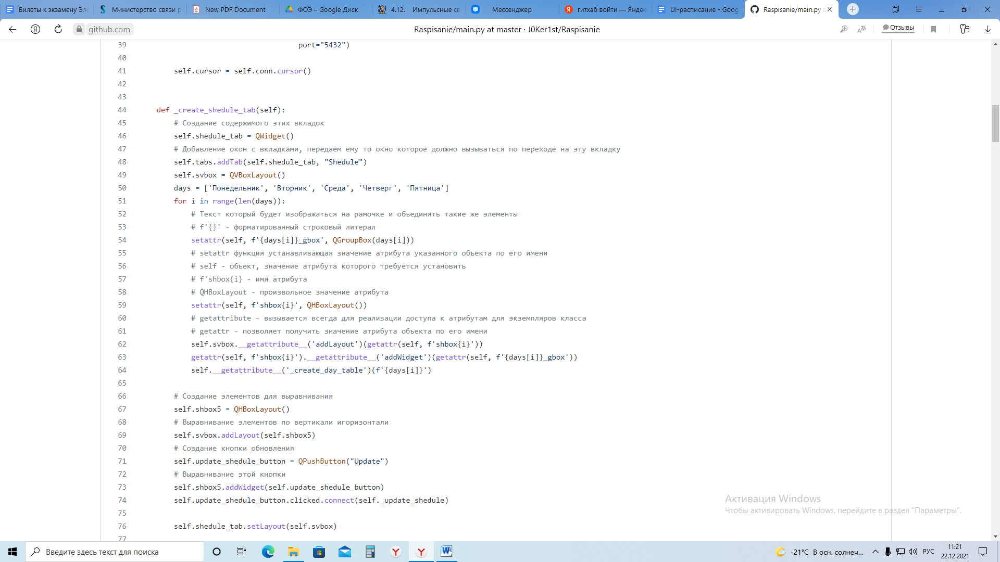 Билеты к экзамену Эле
Министерство связи р
New PDF Document
ФОЭ – Google Диск
4.12. Импульсные св
Мессенджер
гитхаб войти — Яндек
UI-расписание - Goog
Raspisanie/main.py a
github.com
Raspisanie/main.py at master · J0Ker1st/Raspisanie
Отзывы
39 port="5432")
40
41 self.cursor = self.conn.cursor()
42
43
44 def _create_shedule_tab(self):
45 # Создание содержимого этих вкладок
46 self.shedule_tab = QWidget()
47 # Добавление окон с вкладками, передаем ему то окно которое должно вызываться по переходе на эту вкладку
48 self.tabs.addTab(self.shedule_tab, "Shedule")
49 self.svbox = QVBoxLayout()
50 days = ['Понедельник', 'Вторник', 'Среда', 'Четверг', 'Пятница']
51 for i in range(len(days)):
52 # Текст который будет изображаться на рамочке и объединять такие же элементы
53 # f'{}' - форматированный строковый литерал
54 setattr(self, f'{days[i]}_gbox', QGroupBox(days[i]))
55 # setattr функция устанавливающая значение атрибута указанного объекта по его имени
56 # self - объект, значение атрибута которого требуется установить
57 # f'shbox{i} - имя атрибута
58 # QHBoxLayout - произвольное значение атрибута
59 setattr(self, f'shbox{i}', QHBoxLayout())
60 # getattribute - вызывается всегда для реализации доступа к атрибутам для экземпляров класса
61 # getattr - позволяет получить значение атрибута объекта по его имени
62 self.svbox.__getattribute__('addLayout')(getattr(self, f'shbox{i}'))
63 getattr(self, f'shbox{i}').__getattribute__('addWidget')(getattr(self, f'{days[i]}_gbox'))
64 self.__getattribute__('_create_day_table')(f'{days[i]}')
65
66 # Создание элементов для выравнивания
67 self.shbox5 = QHBoxLayout()
68 # Выравнивание элементов по вертикали игоризонтали
69 self.svbox.addLayout(self.shbox5)
70 # Создание кнопки обновления
71 self.update_shedule_button = QPushButton("Update")
72 # Выравнивание этой кнопки
73 self.shbox5.addWidget(self.update_shedule_button)
74 self.update_shedule_button.clicked.connect(self._update_shedule)
75
76 self.shedule_tab.setLayout(self.svbox)
77
Активация Windows
Чтобы активировать Windows, перейдите в раздел "Параметры".
Введите здесь текст для поиска
-21°C В осн. солнеч...
РУС
11:21
22.12.2021